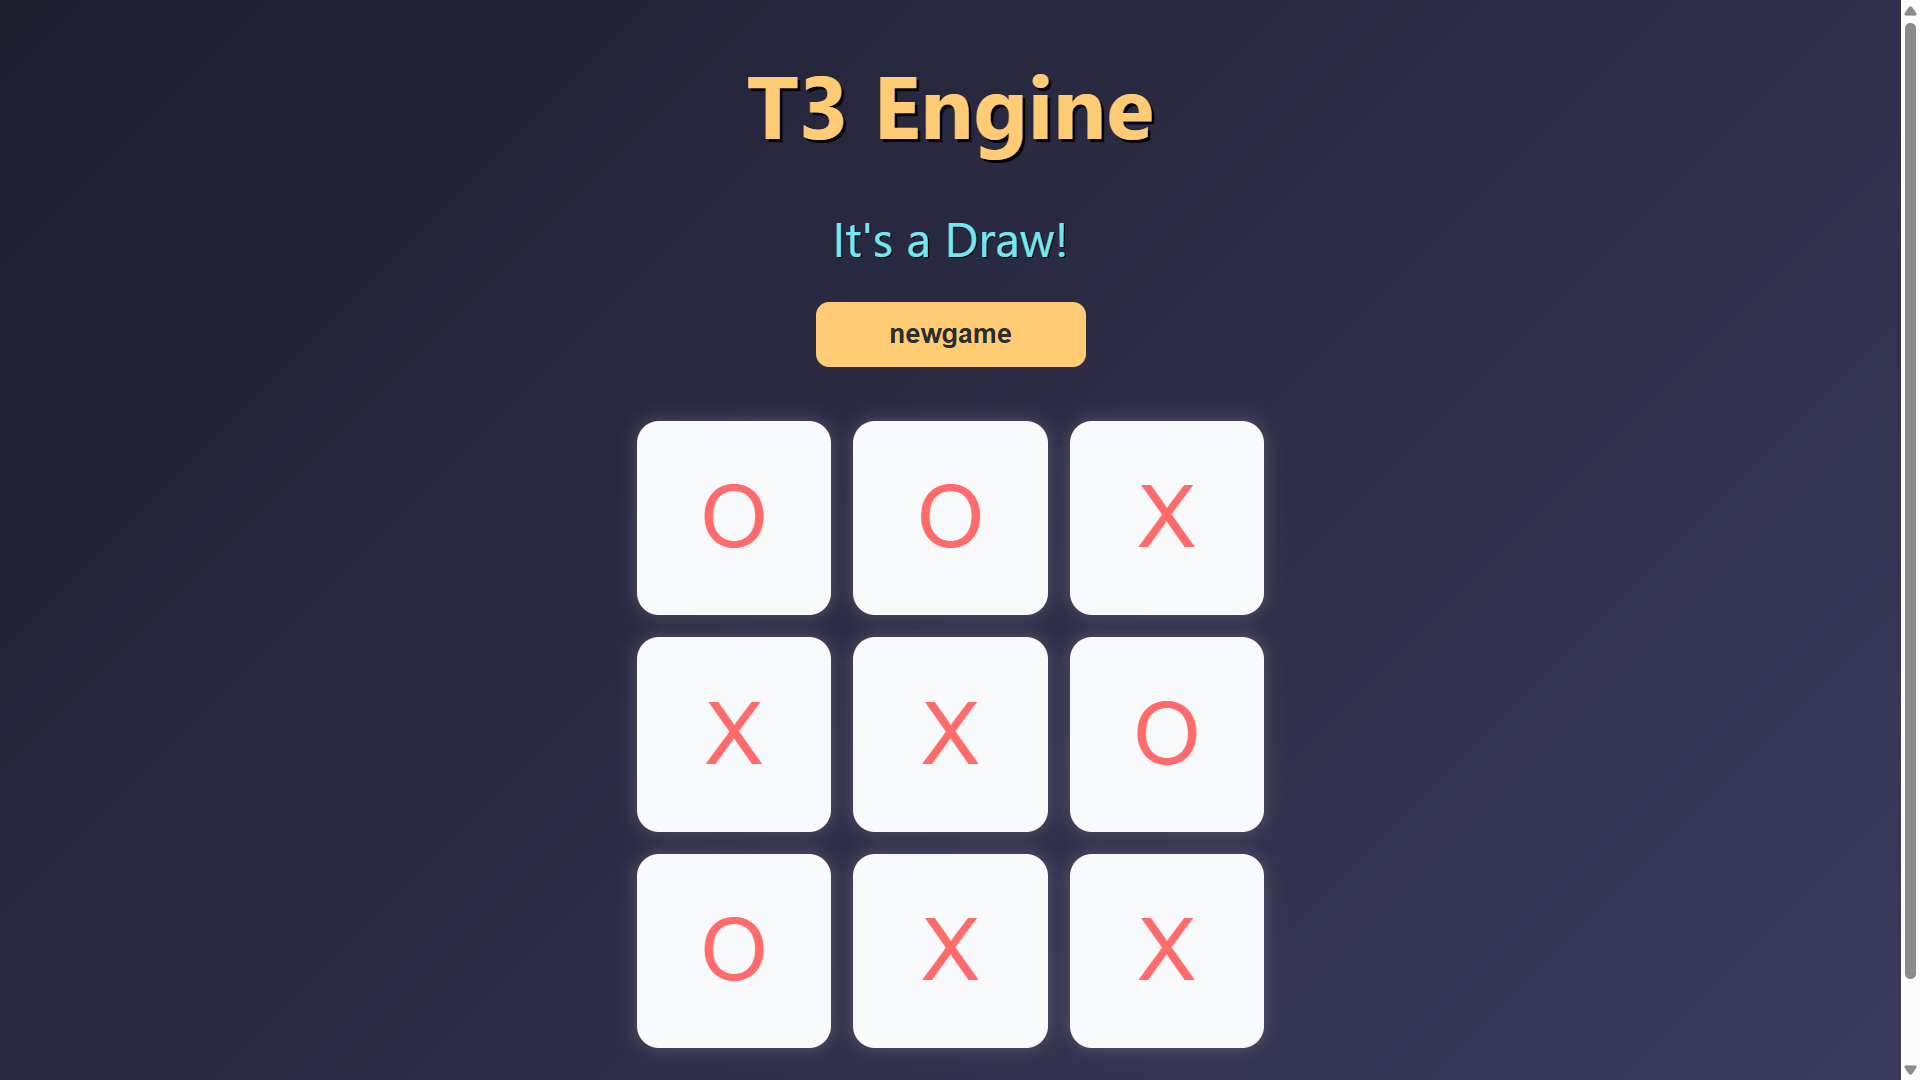 T3 Engine
It's a Draw!
newgame
O O X
X X O
O X X